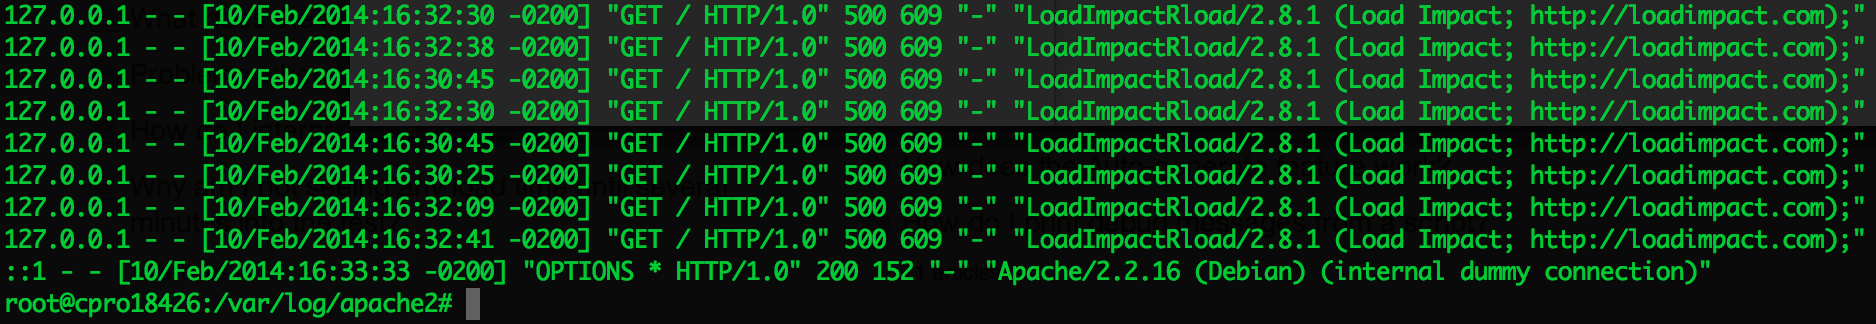 127.0.0.1 - - [10/Feb/2014:16:32:30 -0200] "GET / HTTP/1.0" 500 609 "-" "LoadImpactRload/2.8.1 (Load Impact; http://loadimpact.com);"
127.0.0.1 - - [10/Feb/2014:16:32:38 -0200] "GET / HTTP/1.0" 500 609 "-" "LoadImpactRload/2.8.1 (Load Impact; http://loadimpact.com);"
127.0.0.1 - - [10/Feb/2014:16:30:45 -0200] "GET / HTTP/1.0" 500 609 "-" "LoadImpactRload/2.8.1 (Load Impact; http://loadimpact.com);"
127.0.0.1 - - [10/Feb/2014:16:32:30 -0200] "GET / HTTP/1.0" 500 609 "-" "LoadImpactRload/2.8.1 (Load Impact; http://loadimpact.com);"
127.0.0.1 - - [10/Feb/2014:16:30:45 -0200] "GET / HTTP/1.0" 500 609 "-" "LoadImpactRload/2.8.1 (Load Impact; http://loadimpact.com);"
127.0.0.1 - - [10/Feb/2014:16:30:25 -0200] "GET / HTTP/1.0" 500 609 "-" "LoadImpactRload/2.8.1 (Load Impact; http://loadimpact.com);"
127.0.0.1 - - [10/Feb/2014:16:32:09 -0200] "GET / HTTP/1.0" 500 609 "-" "LoadImpactRload/2.8.1 (Load Impact; http://loadimpact.com);"
127.0.0.1 - - [10/Feb/2014:16:32:41 -0200] "GET / HTTP/1.0" 500 609 "-" "LoadImpactRload/2.8.1 (Load Impact; http://loadimpact.com);"
::1 - - [10/Feb/2014:16:33:33 -0200] "OPTIONS * HTTP/1.0" 200 152 "-" "Apache/2.2.16 (Debian) (internal dummy connection)"
root@cpro18426:/var/log/apache2#